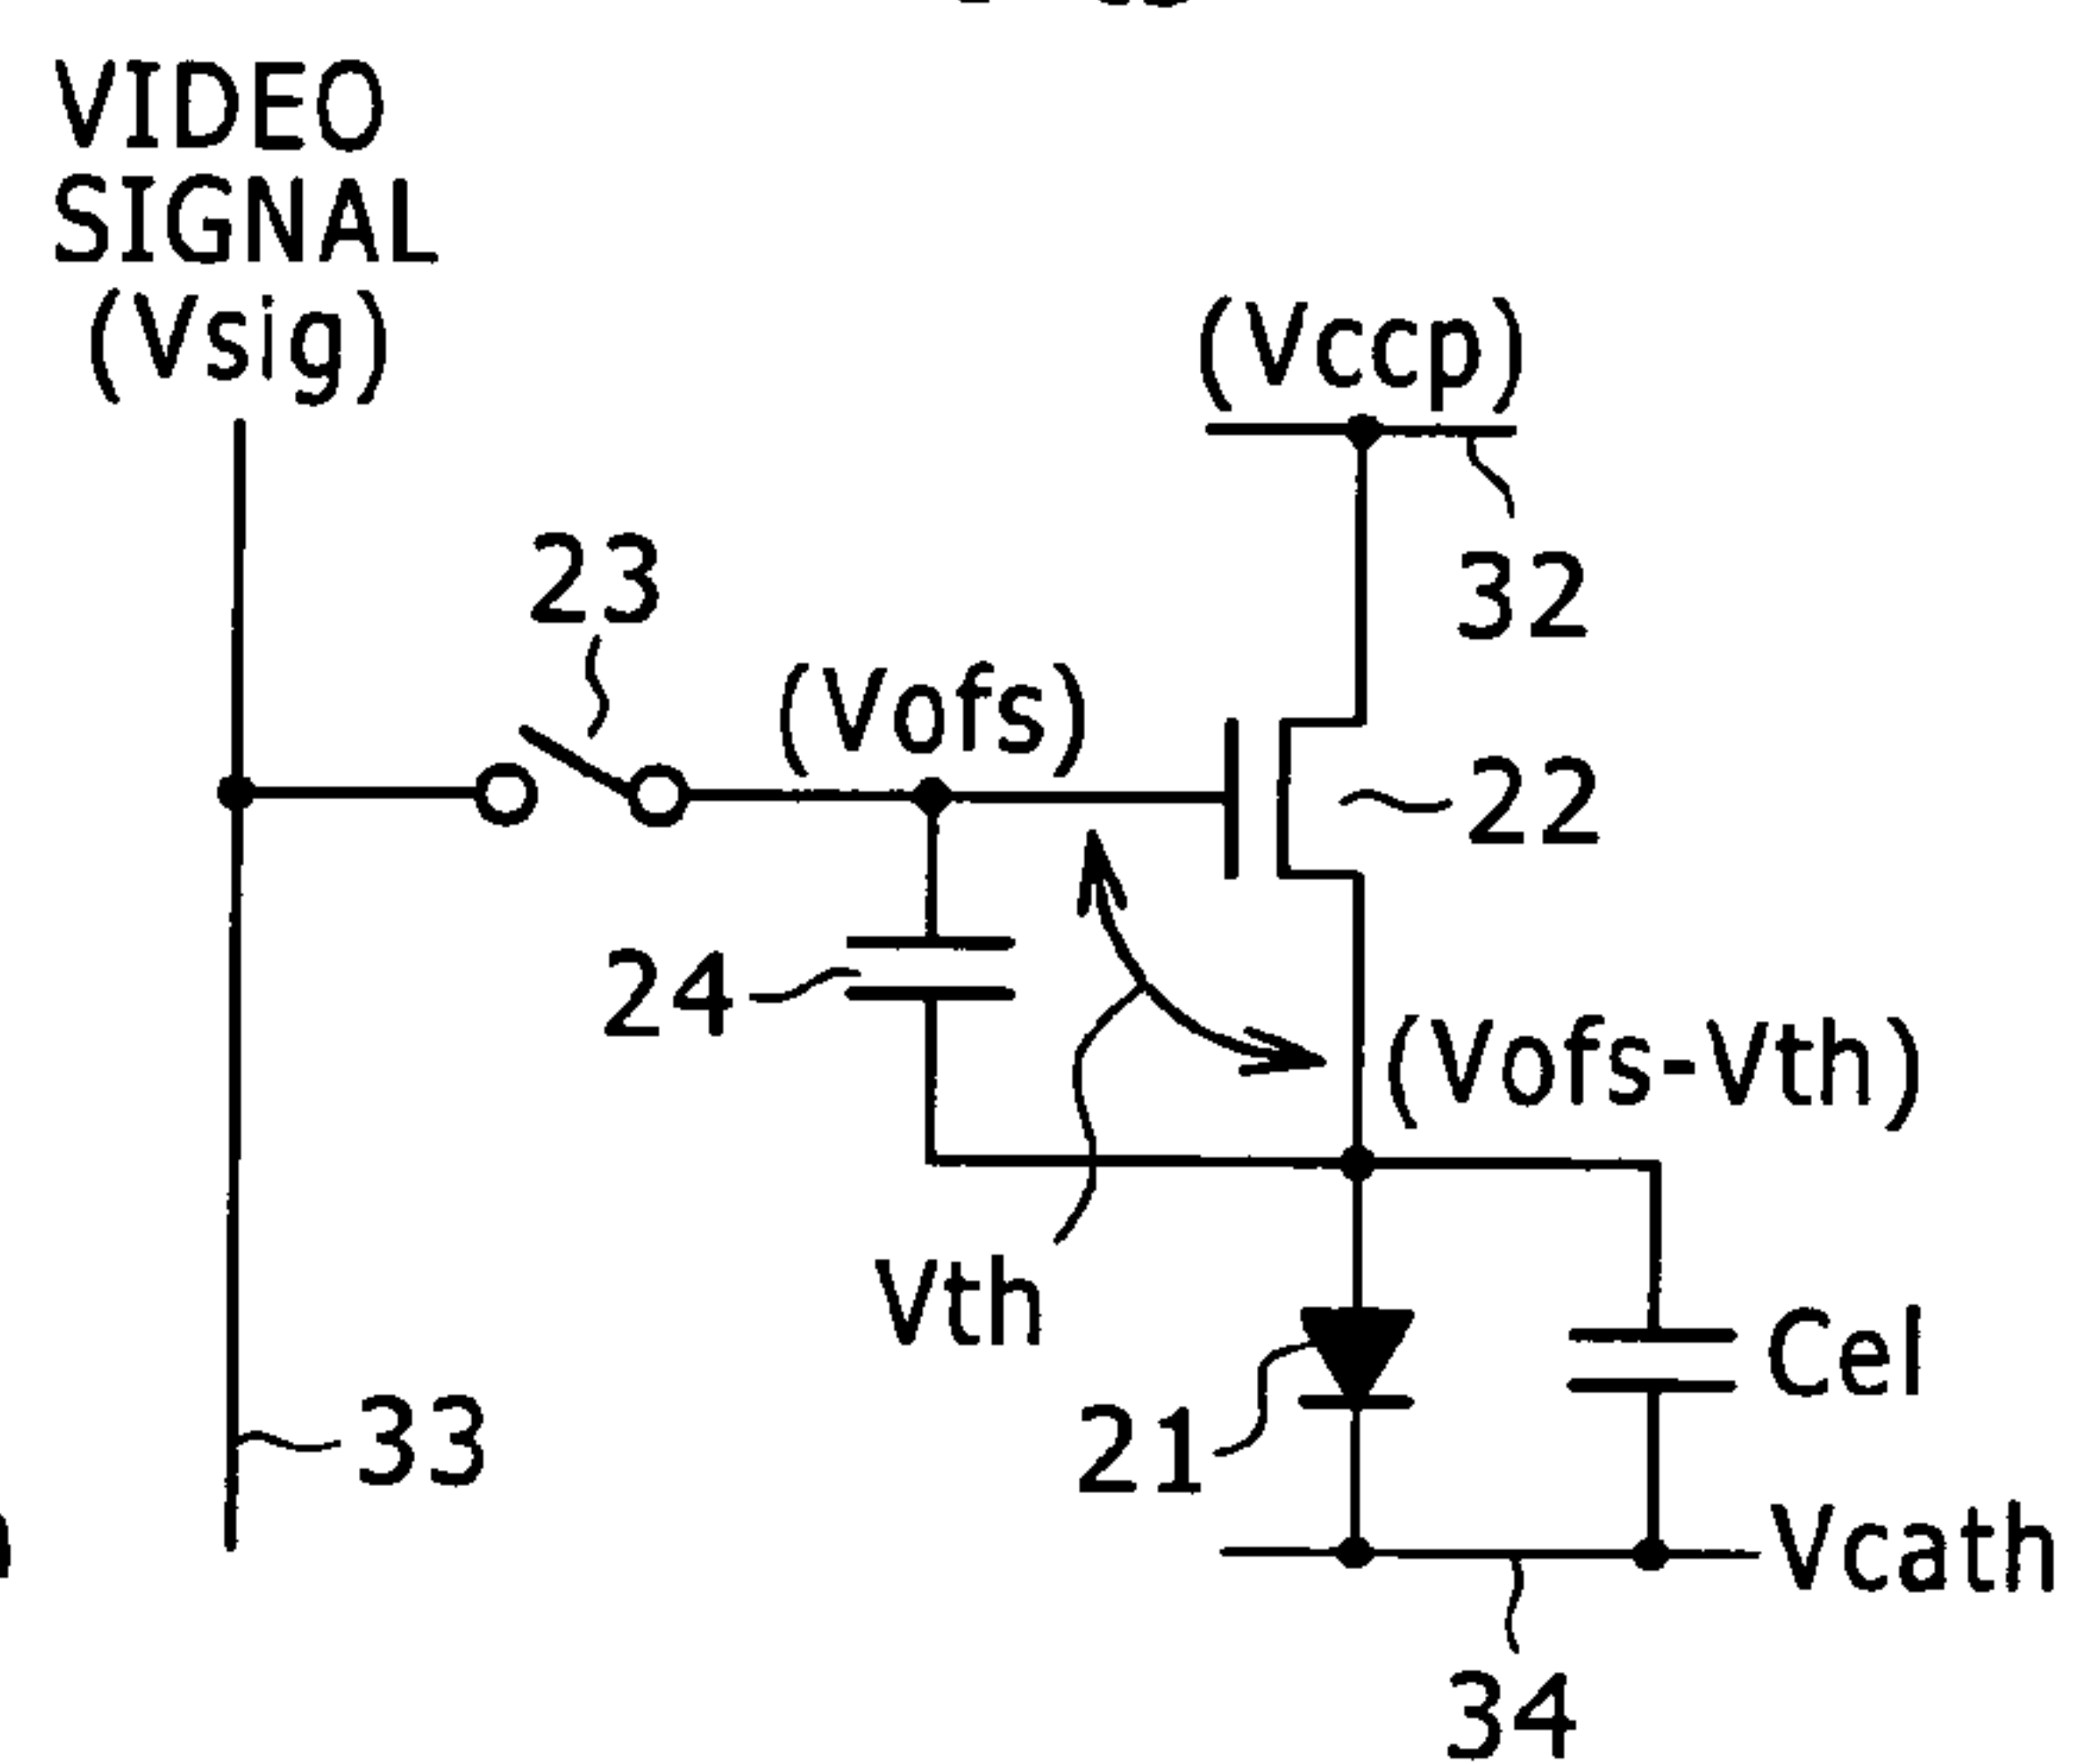 VIDEO
SIGNAL
(Vsig)
(Vccp)
32
23
(Vofs)
22
24
(Vofs-Vth)
Vth
Cel
21
33
Vcath
34